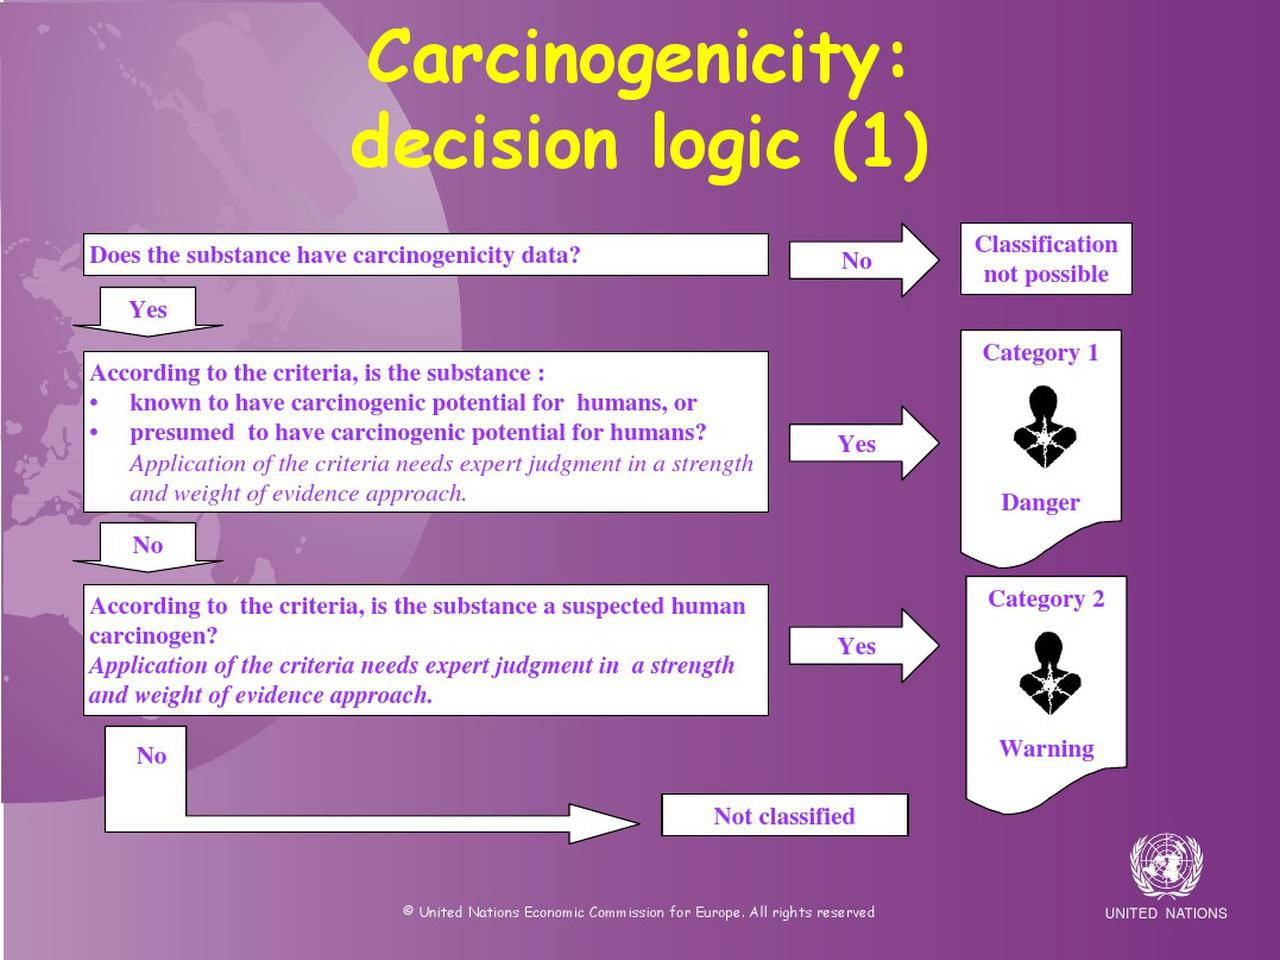 Carcinogenicity:
decision logic (1)
Does the substance have carcinogenicity data?
No
Classification
not possible
Yes
According to the criteria, is the substance :
• known to have carcinogenic potential for humans, or
• presumed to have carcinogenic potential for humans?
Application of the criteria needs expert judgment in a strength
and weight of evidence approach.
Yes
Category 1
Danger
No
According to the criteria, is the substance a suspected human
carcinogen?
Application of the criteria needs expert judgment in a strength
and weight of evidence approach.
Yes
Category 2
Warning
No
Not classified
© United Nations Economic Commission for Europe. All rights reserved
UNITED NATIONS